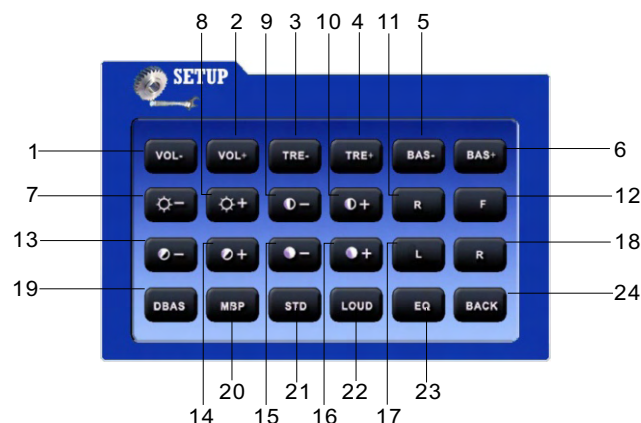 8 2 9 3 10 4 11 5
SETUP
1 VOL- VOL+ TRE- TRE+ BAS- BAS+ 6
7 − + − + R F 12
13 − + − + L R 18
19 DBAS MBP STD LOUD EQ BACK 24
20 21 22 23
14 15 16 17